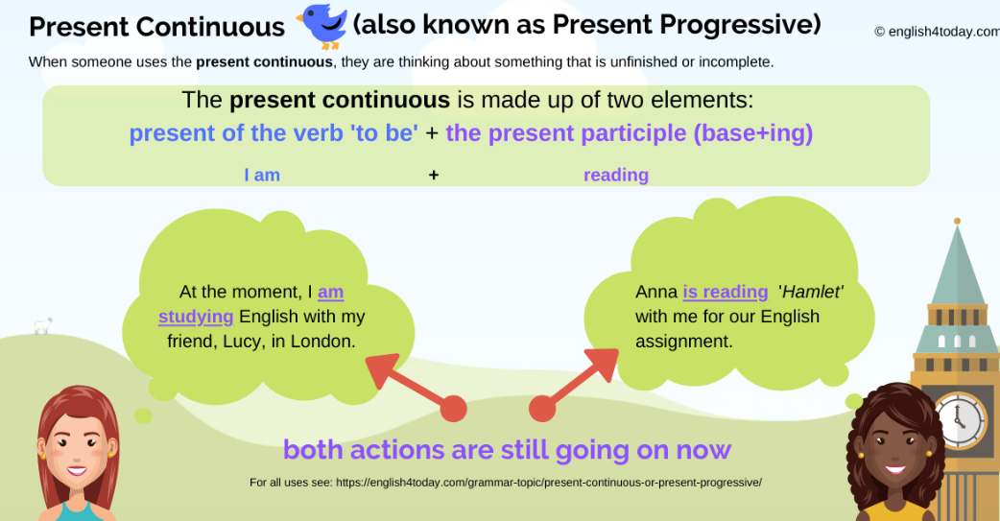 Present Continuous (also known as Present Progressive)
© english4today.com
When someone uses the present continuous, they are thinking about something that is unfinished or incomplete.
The present continuous is made up of two elements:
present of the verb 'to be' + the present participle (base+ing)
I am + reading
At the moment, I am
studying English with my
friend, Lucy, in London.
Anna is reading 'Hamlet'
with me for our English
assignment.
both actions are still going on now
For all uses see: https://english4today.com/grammar-topic/present-continuous-or-present-progressive/